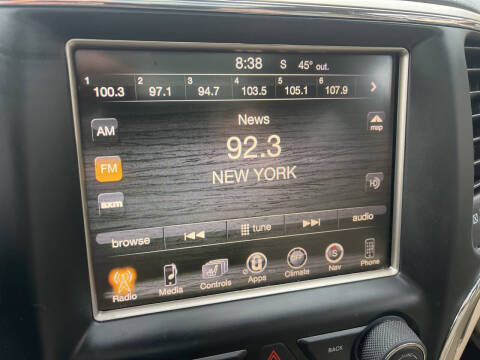 8:38 S 45° out.
1 2 3 4 5 6
100.3 97.1 94.7 103.5 105.1 107.9
AM
News
map
FM
92.3
sxm
NEW YORK
browse tune audio
Radio Media Controls Apps OFF Climate S Nav Phone
BACK